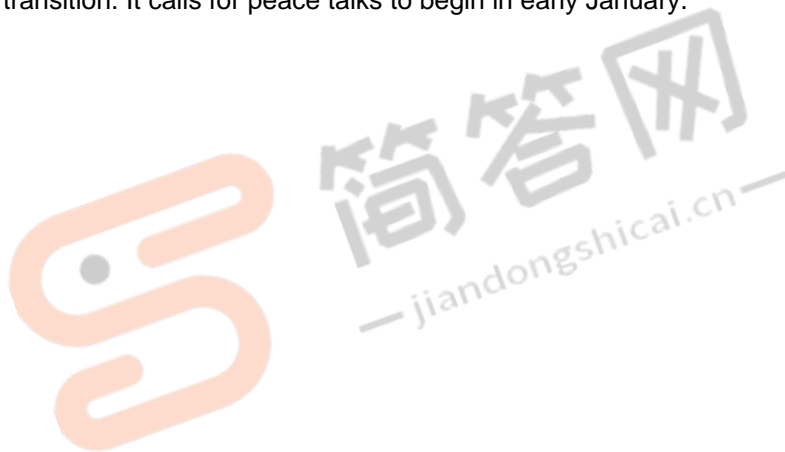 transition. It calls for peace talks to begin in early January.
简答网
jiandongshicai.cn